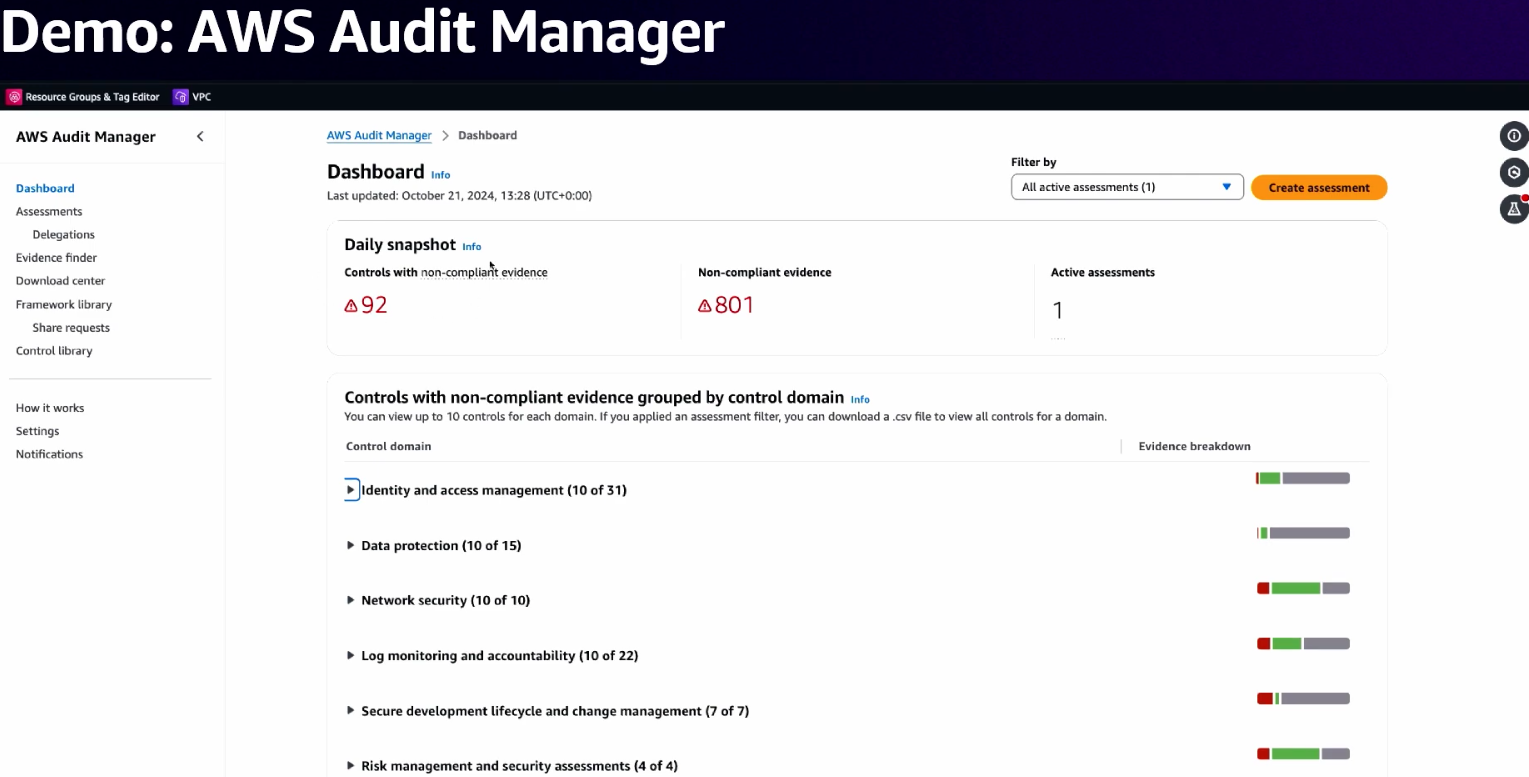 Demo: AWS Audit Manager
Resource Groups & Tag Editor VPC
AWS Audit Manager
Dashboard
Assessments
Delegations
Evidence finder
Download center
Framework library
Share requests
Control library
How it works
Settings
Notifications
AWS Audit Manager > Dashboard
Dashboard Info
Last updated: October 21, 2024, 13:28 (UTC+0:00)
Filter by
All active assessments (1)
Create assessment
Daily snapshot Info
Controls with non-compliant evidence
92
Non-compliant evidence
801
Active assessments
1
Controls with non-compliant evidence grouped by control domain Info
You can view up to 10 controls for each domain. If you applied an assessment filter, you can download a .csv file to view all controls for a domain.
Control domain
Evidence breakdown
Identity and access management (10 of 31)
Data protection (10 of 15)
Network security (10 of 10)
Log monitoring and accountability (10 of 22)
Secure development lifecycle and change management (7 of 7)
Risk management and security assessments (4 of 4)